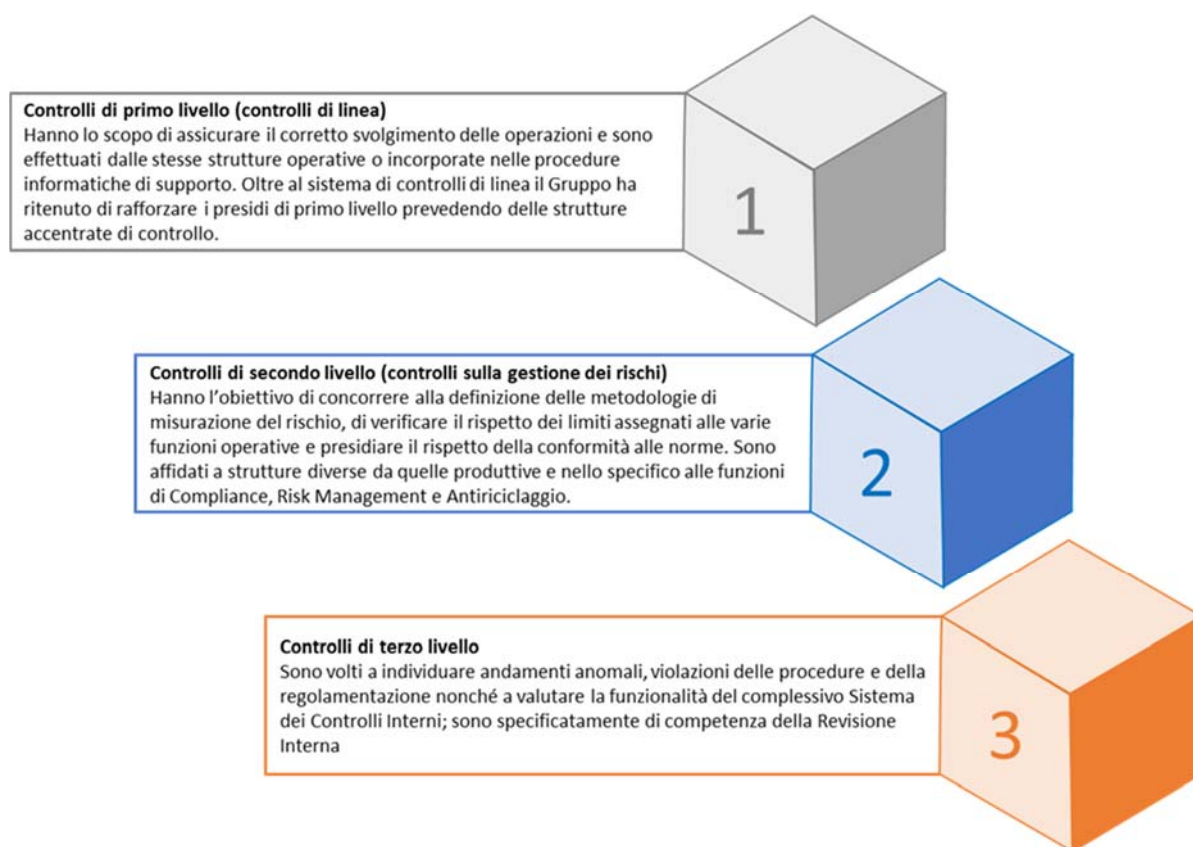 Controlli di primo livello (controlli di linea)
Hanno lo scopo di assicurare il corretto svolgimento delle operazioni e sono
effettuati dalle stesse strutture operative o incorporate nelle procedure
informatiche di supporto. Oltre al sistema di controlli di linea il Gruppo ha
ritenuto di rafforzare i presidi di primo livello prevedendo delle strutture
accentrate di controllo.
1
Controlli di secondo livello (controlli sulla gestione dei rischi)
Hanno l'obiettivo di concorrere alla definizione delle metodologie di
misurazione del rischio, di verificare il rispetto dei limiti assegnati alle varie
funzioni operative e presidiare il rispetto della conformità alle norme. Sono
affidati a strutture diverse da quelle produttive e nello specifico alle funzioni
di Compliance, Risk Management e Antiriciclaggio.
2
Controlli di terzo livello
Sono volti a individuare andamenti anomali, violazioni delle procedure e della
regolamentazione nonché a valutare la funzionalità del complessivo Sistema
dei Controlli Interni; sono specificatamente di competenza della Revisione
Interna
3